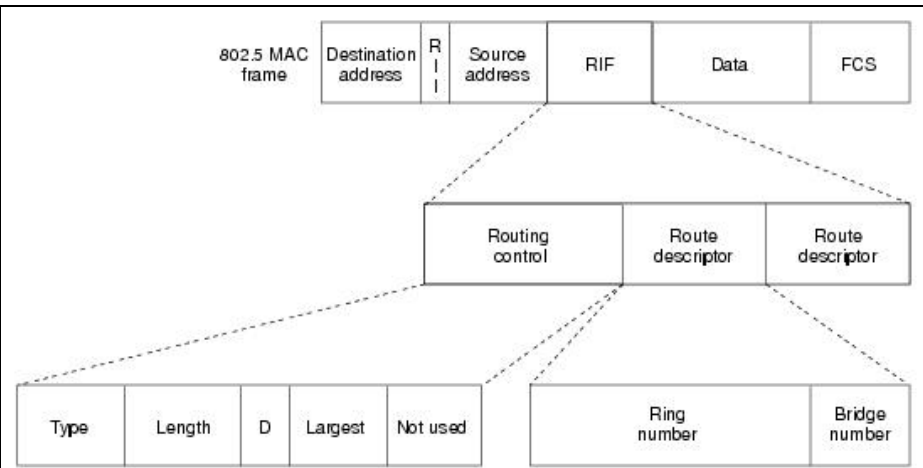 802.5 MAC
frame
Destination
address
R
I
I
Source
address
RIF
Data
FCS
Routing
control
Route
descriptor
Route
descriptor
Type
Length
D
Largest
Not used
Ring
number
Bridge
number